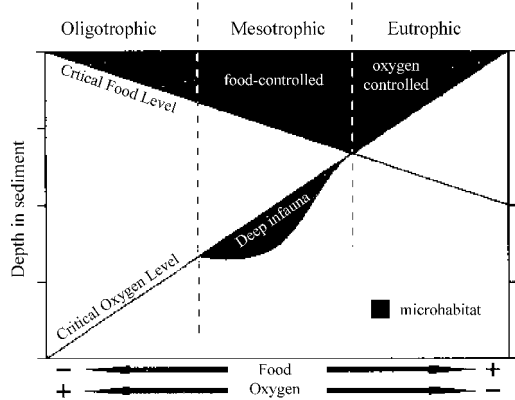 Oligotrophic Mesotrophic Eutrophic
Crtical Food Level
food-controlled
oxygen
controlled
Deep infauna
Critical Oxygen Level
Depth in sediment
microhabitat
− Food +
+ Oxygen −